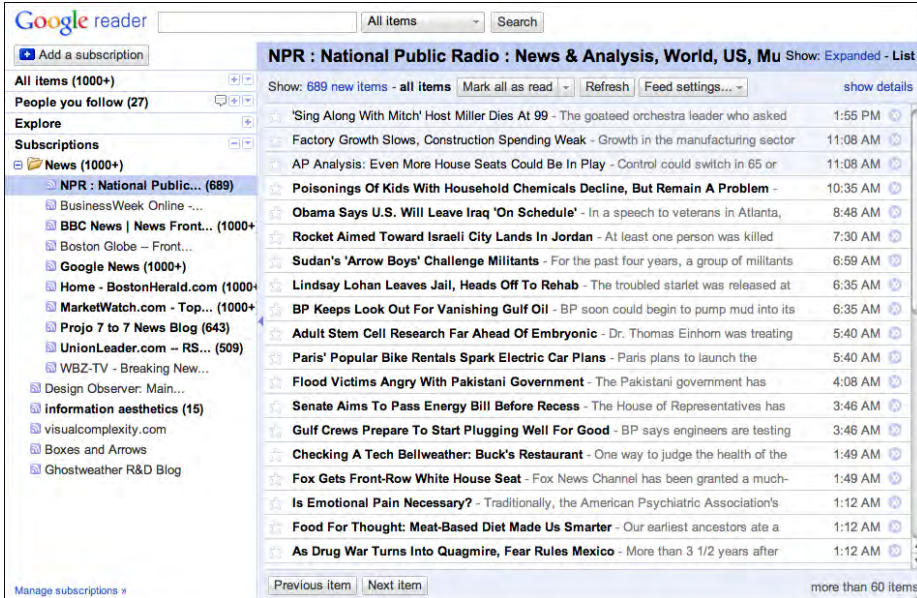 Google reader
All items
Search
Add a subscription
All items (1000+)
People you follow (27)
Explore
Subscriptions
News (1000+)
NPR : National Public... (689)
BusinessWeek Online -...
BBC News | News Front... (1000+
Boston Globe -- Front...
Google News (1000+)
Home - BostonHerald.com (1000+
MarketWatch.com - Top... (1000+
Projo 7 to 7 News Blog (643)
UnionLeader.com -- RS... (509)
WBZ-TV - Breaking New...
Design Observer: Main...
information aesthetics (15)
visualcomplexity.com
Boxes and Arrows
Ghostweather R&D Blog
Manage subscriptions »
NPR : National Public Radio : News & Analysis, World, US, Mu Show: Expanded - List
Show: 689 new items - all items Mark all as read Refresh Feed settings... show details
'Sing Along With Mitch' Host Miller Dies At 99 - The goateed orchestra leader who asked 1:55 PM
Factory Growth Slows, Construction Spending Weak - Growth in the manufacturing sector 11:08 AM
AP Analysis: Even More House Seats Could Be In Play - Control could switch in 65 or 11:08 AM
Poisonings Of Kids With Household Chemicals Decline, But Remain A Problem - 10:35 AM
Obama Says U.S. Will Leave Iraq 'On Schedule' - In a speech to veterans in Atlanta, 8:48 AM
Rocket Aimed Toward Israeli City Lands In Jordan - At least one person was killed 7:30 AM
Sudan's 'Arrow Boys' Challenge Militants - For the past four years, a group of militants 6:59 AM
Lindsay Lohan Leaves Jail, Heads Off To Rehab - The troubled starlet was released at 6:35 AM
BP Keeps Look Out For Vanishing Gulf Oil - BP soon could begin to pump mud into its 6:35 AM
Adult Stem Cell Research Far Ahead Of Embryonic - Dr. Thomas Einhorn was treating 5:40 AM
Paris' Popular Bike Rentals Spark Electric Car Plans - Paris plans to launch the 5:40 AM
Flood Victims Angry With Pakistani Government - The Pakistani government has 4:08 AM
Senate Aims To Pass Energy Bill Before Recess - The House of Representatives has 3:46 AM
Gulf Crews Prepare To Start Plugging Well For Good - BP says engineers are testing 3:46 AM
Checking A Tech Bellwether: Buck's Restaurant - One way to judge the health of the 1:49 AM
Fox Gets Front-Row White House Seat - Fox News Channel has been granted a much- 1:49 AM
Is Emotional Pain Necessary? - Traditionally, the American Psychiatric Association's 1:12 AM
Food For Thought: Meat-Based Diet Made Us Smarter - Our earliest ancestors ate a 1:12 AM
As Drug War Turns Into Quagmire, Fear Rules Mexico - More than 3 1/2 years after 1:12 AM
Previous item Next item more than 60 items